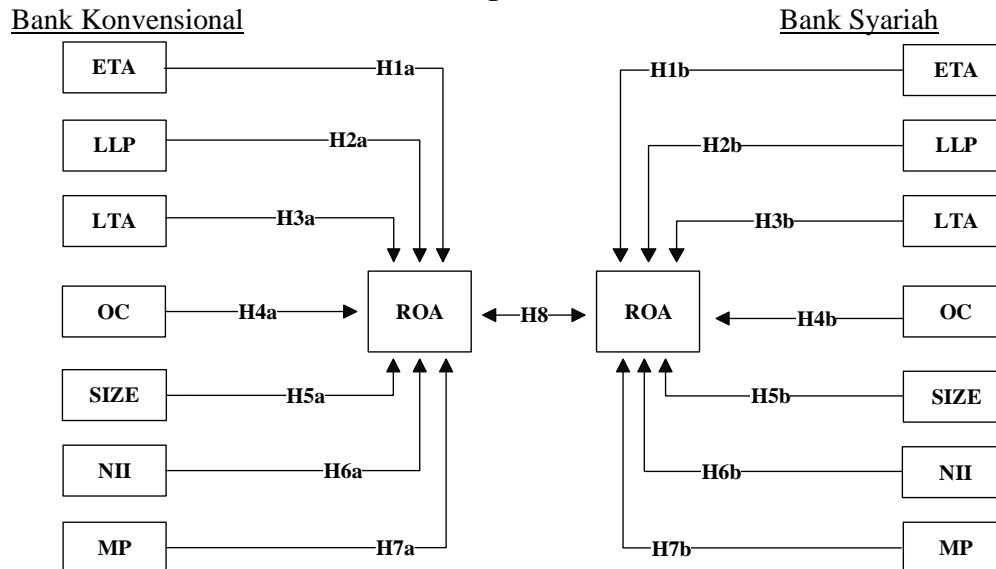 Bank Konvensional Bank Syariah
ETA H1a H1b ETA
LLP H2a H2b LLP
LTA H3a H3b LTA
OC H4a ROA H8 ROA H4b OC
SIZE H5a H5b SIZE
NII H6a H6b NII
MP H7a H7b MP